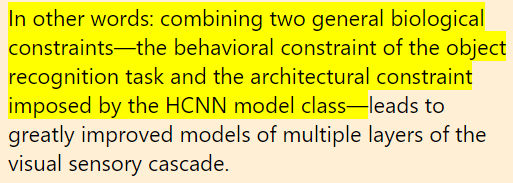 In other words: combining two general biological
constraints—the behavioral constraint of the object
recognition task and the architectural constraint
imposed by the HCNN model class—leads to
greatly improved models of multiple layers of the
visual sensory cascade.